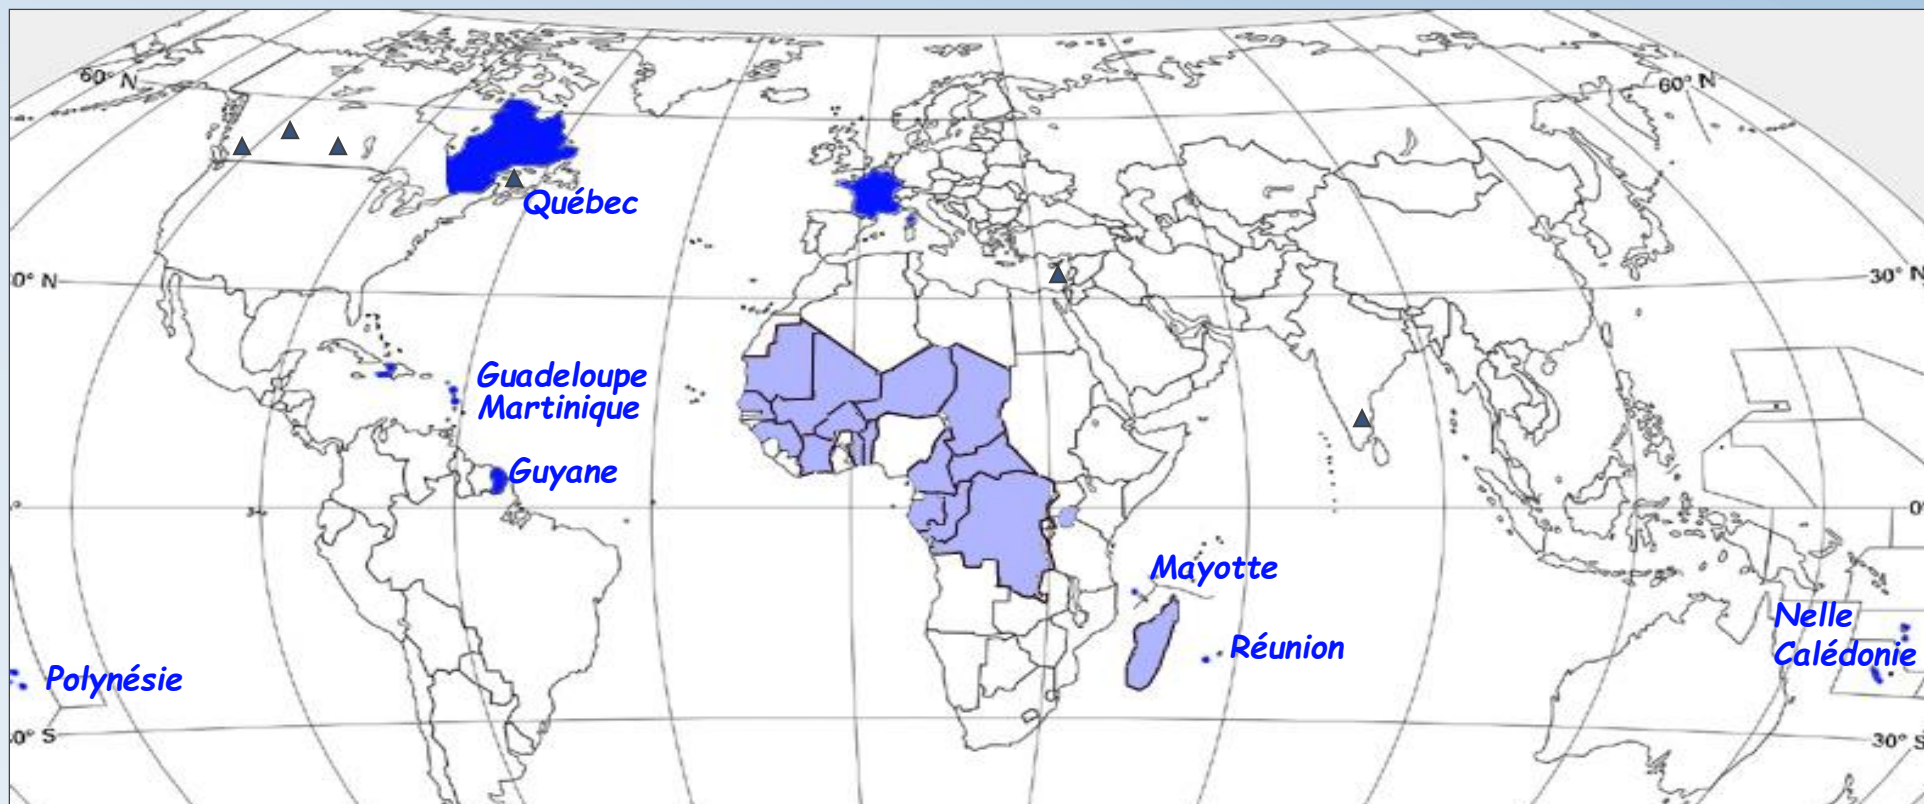 60° N
60° N
Québec
0° N
30° N
Guadeloupe
Martinique
Guyane
0°
Mayotte
Nelle
Calédonie
Réunion
Polynésie
0° S
30° S